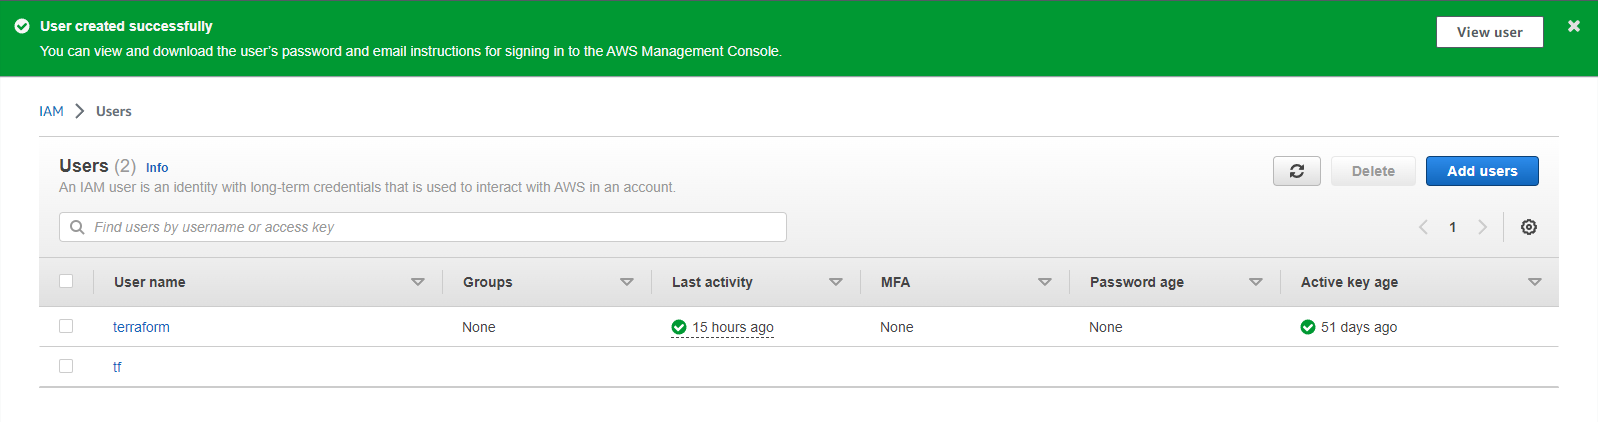 User created successfully
You can view and download the user's password and email instructions for signing in to the AWS Management Console.
View user
IAM
Users
Users (2) Info
An IAM user is an identity with long-term credentials that is used to interact with AWS in an account.
Delete
Add users
Find users by username or access key
1
User name Groups Last activity MFA Password age Active key age
terraform None 15 hours ago None None 51 days ago
tf